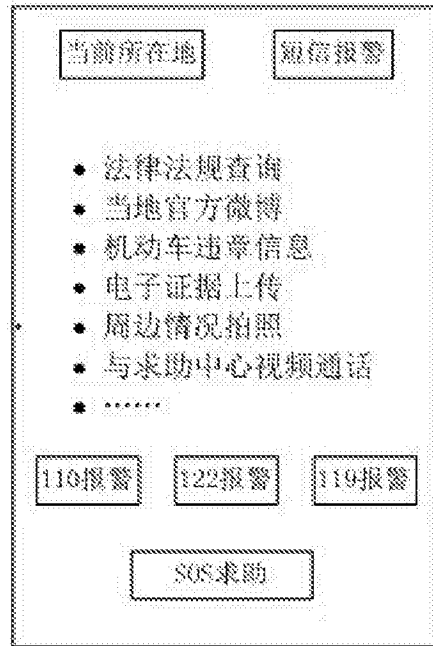 当前所在地 短信报警
• 法律法规查询
• 当地官方微博
• 机动车违章信息
• 电子证据上传
• 周边情况拍照
• 与求助中心视频通话
• ……
110报警 122报警 119报警
SOS求助